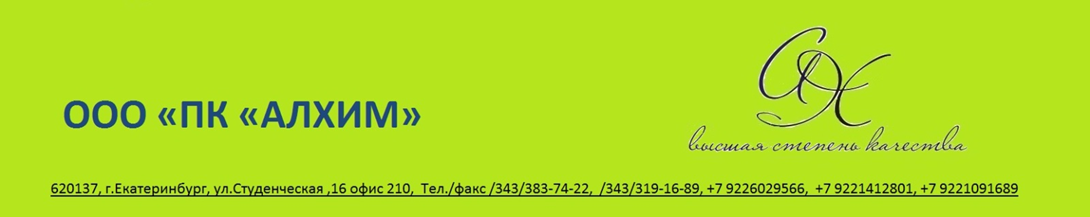 АХ
ООО «ПК «АЛХИМ»
высшая степень качества
620137, г.Екатеринбург, ул.Студенческая ,16 офис 210, Тел./факс /343/383-74-22, /343/319-16-89, +7 9226029566, +7 9221412801, +7 9221091689